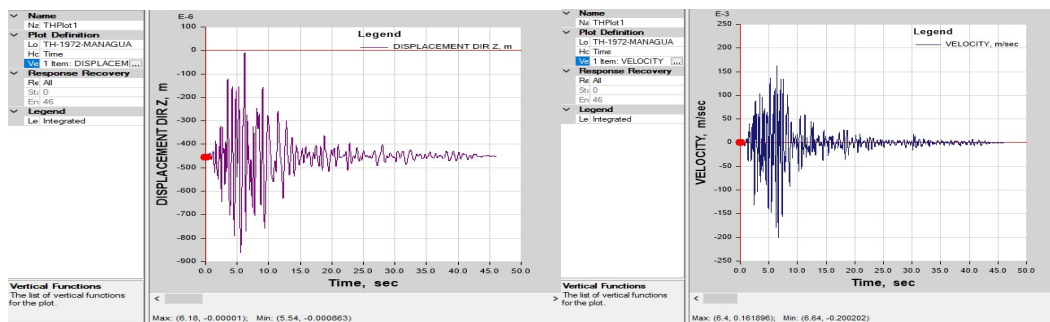 Name
Na THPlot1
Plot Definition
Lo TH-1972-MANAGUA
Ho Time
Ve 1 Item: DISPLACEM ...
Response Recovery
Re All
Sta 0
En 46
Legend
Le Integrated
Vertical Functions
The list of vertical functions
for the plot.
E-6
Legend
DISPLACEMENT DIR Z, m
DISPLACEMENT DIR Z, m
100
0
-100
-200
-300
-400
-500
-600
-700
-800
-900
0.0 5.0 10.0 15.0 20.0 25.0 30.0 35.0 40.0 45.0 50.0
Time, sec
< >
Max: (6.18, -0.00001); Min: (5.54, -0.000863)
Name
Na THPlot1
Plot Definition
Lo TH-1972-MANAGUA
Ho Time
Ve 1 Item: VELOCITY ...
Response Recovery
Re All
Sta 0
En 46
Legend
Le Integrated
Vertical Functions
The list of vertical functions
for the plot.
E-3
Legend
VELOCITY, m/sec
VELOCITY, m/sec
250
200
150
100
50
0
-50
-100
-150
-200
-250
0.0 5.0 10.0 15.0 20.0 25.0 30.0 35.0 40.0 45.0 50.0
Time, sec
<
Max: (6.4, 0.161896); Min: (6.64, -0.200202)